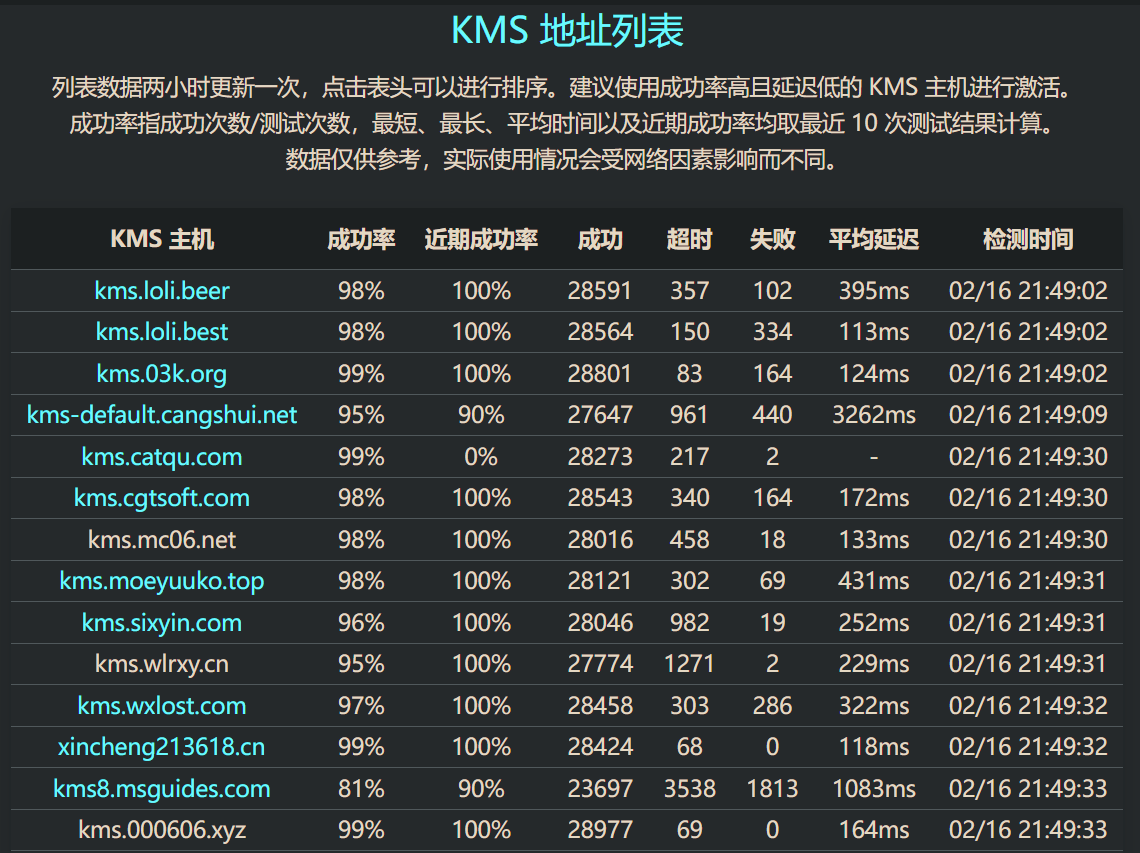 KMS 地址列表
列表数据两小时更新一次，点击表头可以进行排序。建议使用成功率高且延迟低的 KMS 主机进行激活。
成功率指成功次数/测试次数，最短、最长、平均时间以及近期成功率均取最近 10 次测试结果计算。
数据仅供参考，实际使用情况会受网络因素影响而不同。
KMS 主机 成功率 近期成功率 成功 超时 失败 平均延迟 检测时间
kms.loli.beer 98% 100% 28591 357 102 395ms 02/16 21:49:02
kms.loli.best 98% 100% 28564 150 334 113ms 02/16 21:49:02
kms.03k.org 99% 100% 28801 83 164 124ms 02/16 21:49:02
kms-default.cangshui.net 95% 90% 27647 961 440 3262ms 02/16 21:49:09
kms.catqu.com 99% 0% 28273 217 2 - 02/16 21:49:30
kms.cgtsoft.com 98% 100% 28543 340 164 172ms 02/16 21:49:30
kms.mc06.net 98% 100% 28016 458 18 133ms 02/16 21:49:30
kms.moeyuuko.top 98% 100% 28121 302 69 431ms 02/16 21:49:31
kms.sixyin.com 96% 100% 28046 982 19 252ms 02/16 21:49:31
kms.wlrxy.cn 95% 100% 27774 1271 2 229ms 02/16 21:49:31
kms.wxlost.com 97% 100% 28458 303 286 322ms 02/16 21:49:32
xincheng213618.cn 99% 100% 28424 68 0 118ms 02/16 21:49:32
kms8.msguides.com 81% 90% 23697 3538 1813 1083ms 02/16 21:49:33
kms.000606.xyz 99% 100% 28977 69 0 164ms 02/16 21:49:33